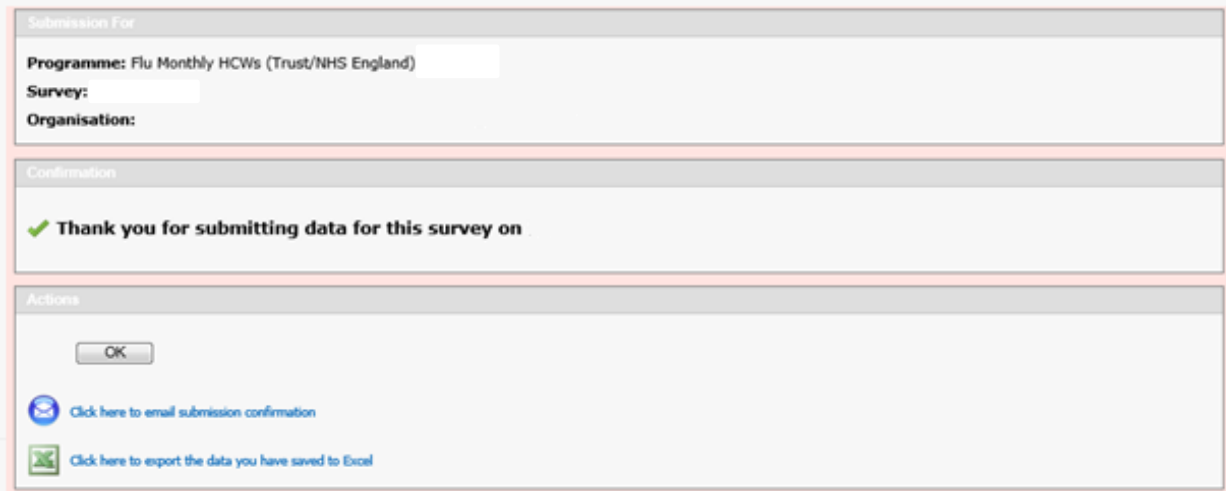 Submission For
Programme: Flu Monthly HCWs (Trust/NHS England)
Survey:
Organisation:
Confirmation
Thank you for submitting data for this survey on
Actions
OK
Click here to email submission confirmation
Click here to export the data you have saved to Excel